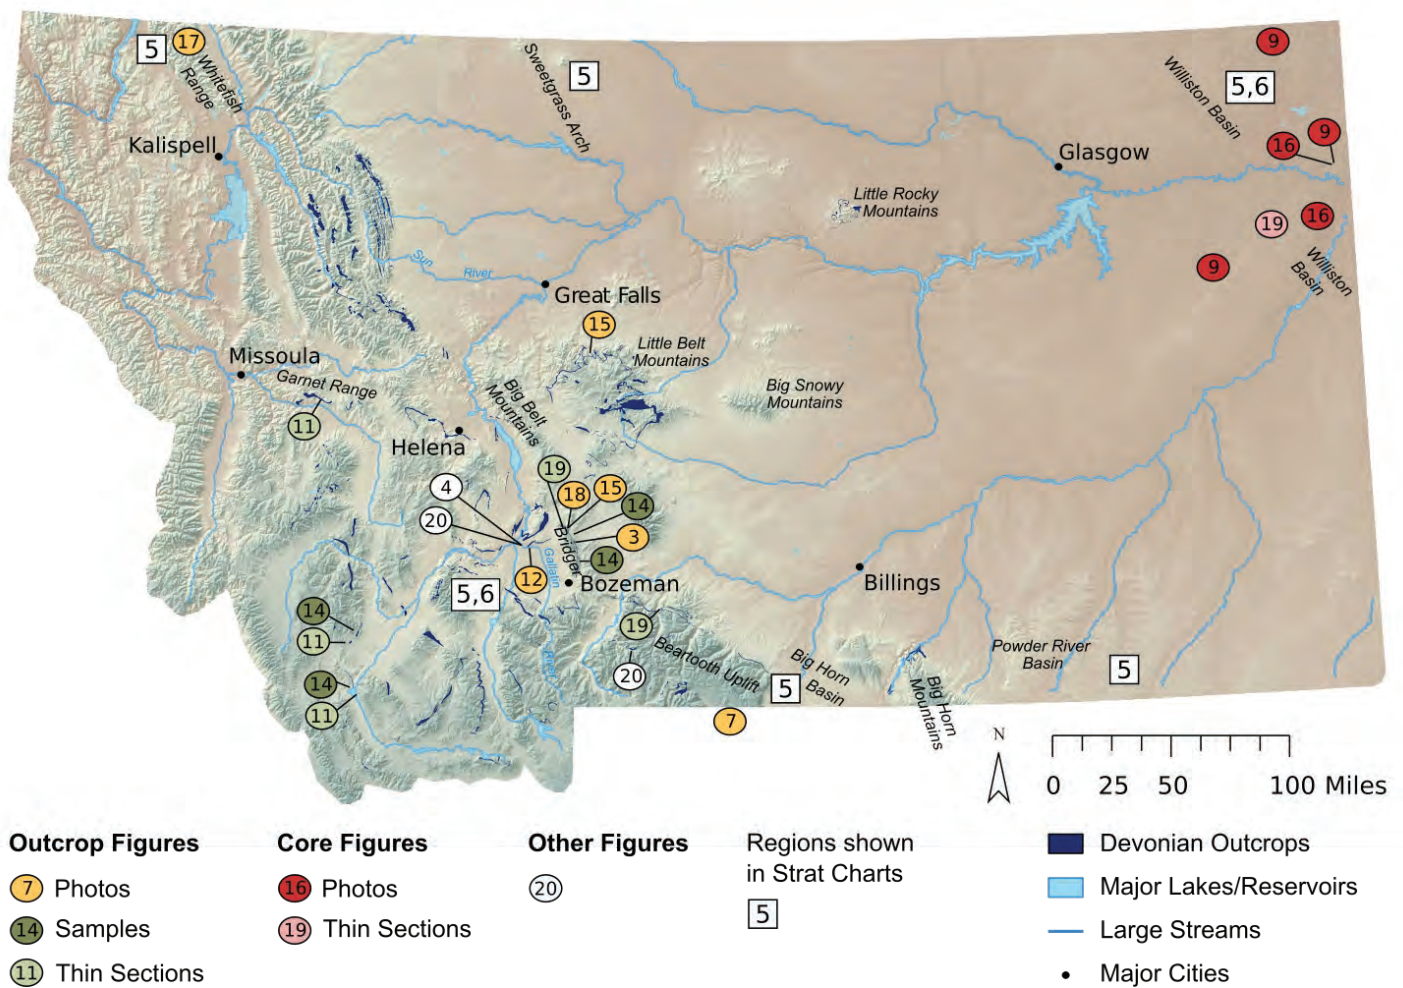 5
17
Whitefish
Range
Sweetgrass Arch
5
9
Williston Basin
5,6
Kalispell
16
9
Glasgow
Little Rocky
Mountains
19
16
Sun
River
9
Williston
Basin
Great Falls
15
Little Belt
Mountains
Missoula
Garnet Range
Big Belt
Mountains
Big Snowy
Mountains
11
Helena
19
4
18
15
14
20
Bridger
3
Gallatin
14
12
Bozeman
Billings
5,6
14
19
11
River
Beartooth Uplift
20
Big Horn
Basin
Powder River
Basin
5
14
5
11
Big Horn
Mountains
7
N
0
25
50
100 Miles
Outcrop Figures
7 Photos
14 Samples
11 Thin Sections
Core Figures
16 Photos
19 Thin Sections
Other Figures
20
Regions shown
in Strat Charts
5
Devonian Outcrops
Major Lakes/Reservoirs
Large Streams
Major Cities